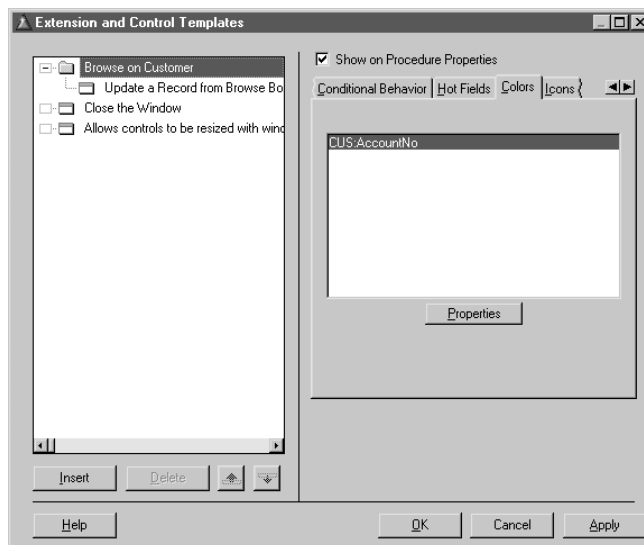 Extension and Control Templates
Browse on Customer
Update a Record from Browse Bo
Close the Window
Allows controls to be resized with wind
Show on Procedure Properties
Conditional Behavior Hot Fields Colors Icons
CUS:AccountNo
Properties
Insert Delete
Help OK Cancel Apply